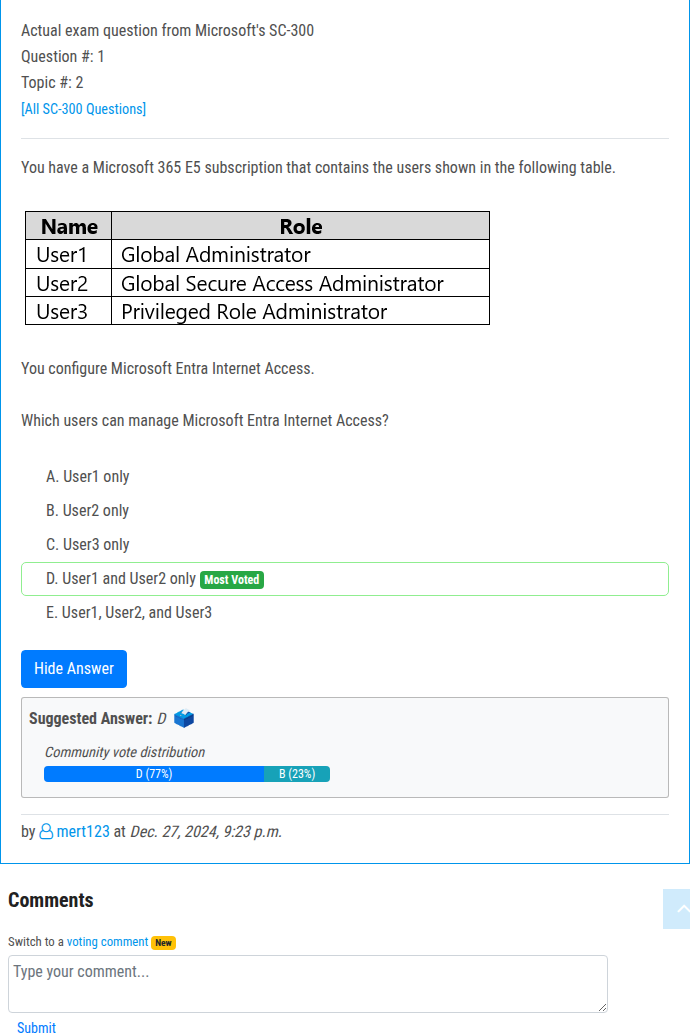 Actual exam question from Microsoft's SC-300
Question #: 1
Topic #: 2
[All SC-300 Questions]
You have a Microsoft 365 E5 subscription that contains the users shown in the following table.
Name Role
User1 Global Administrator
User2 Global Secure Access Administrator
User3 Privileged Role Administrator
You configure Microsoft Entra Internet Access.
Which users can manage Microsoft Entra Internet Access?
A. User1 only
B. User2 only
C. User3 only
D. User1 and User2 only Most Voted
E. User1, User2, and User3
Hide Answer
Suggested Answer: D
Community vote distribution
D (77%) B (23%)
by mert123 at Dec. 27, 2024, 9:23 p.m.
Comments
Switch to a voting comment New
Type your comment...
Submit